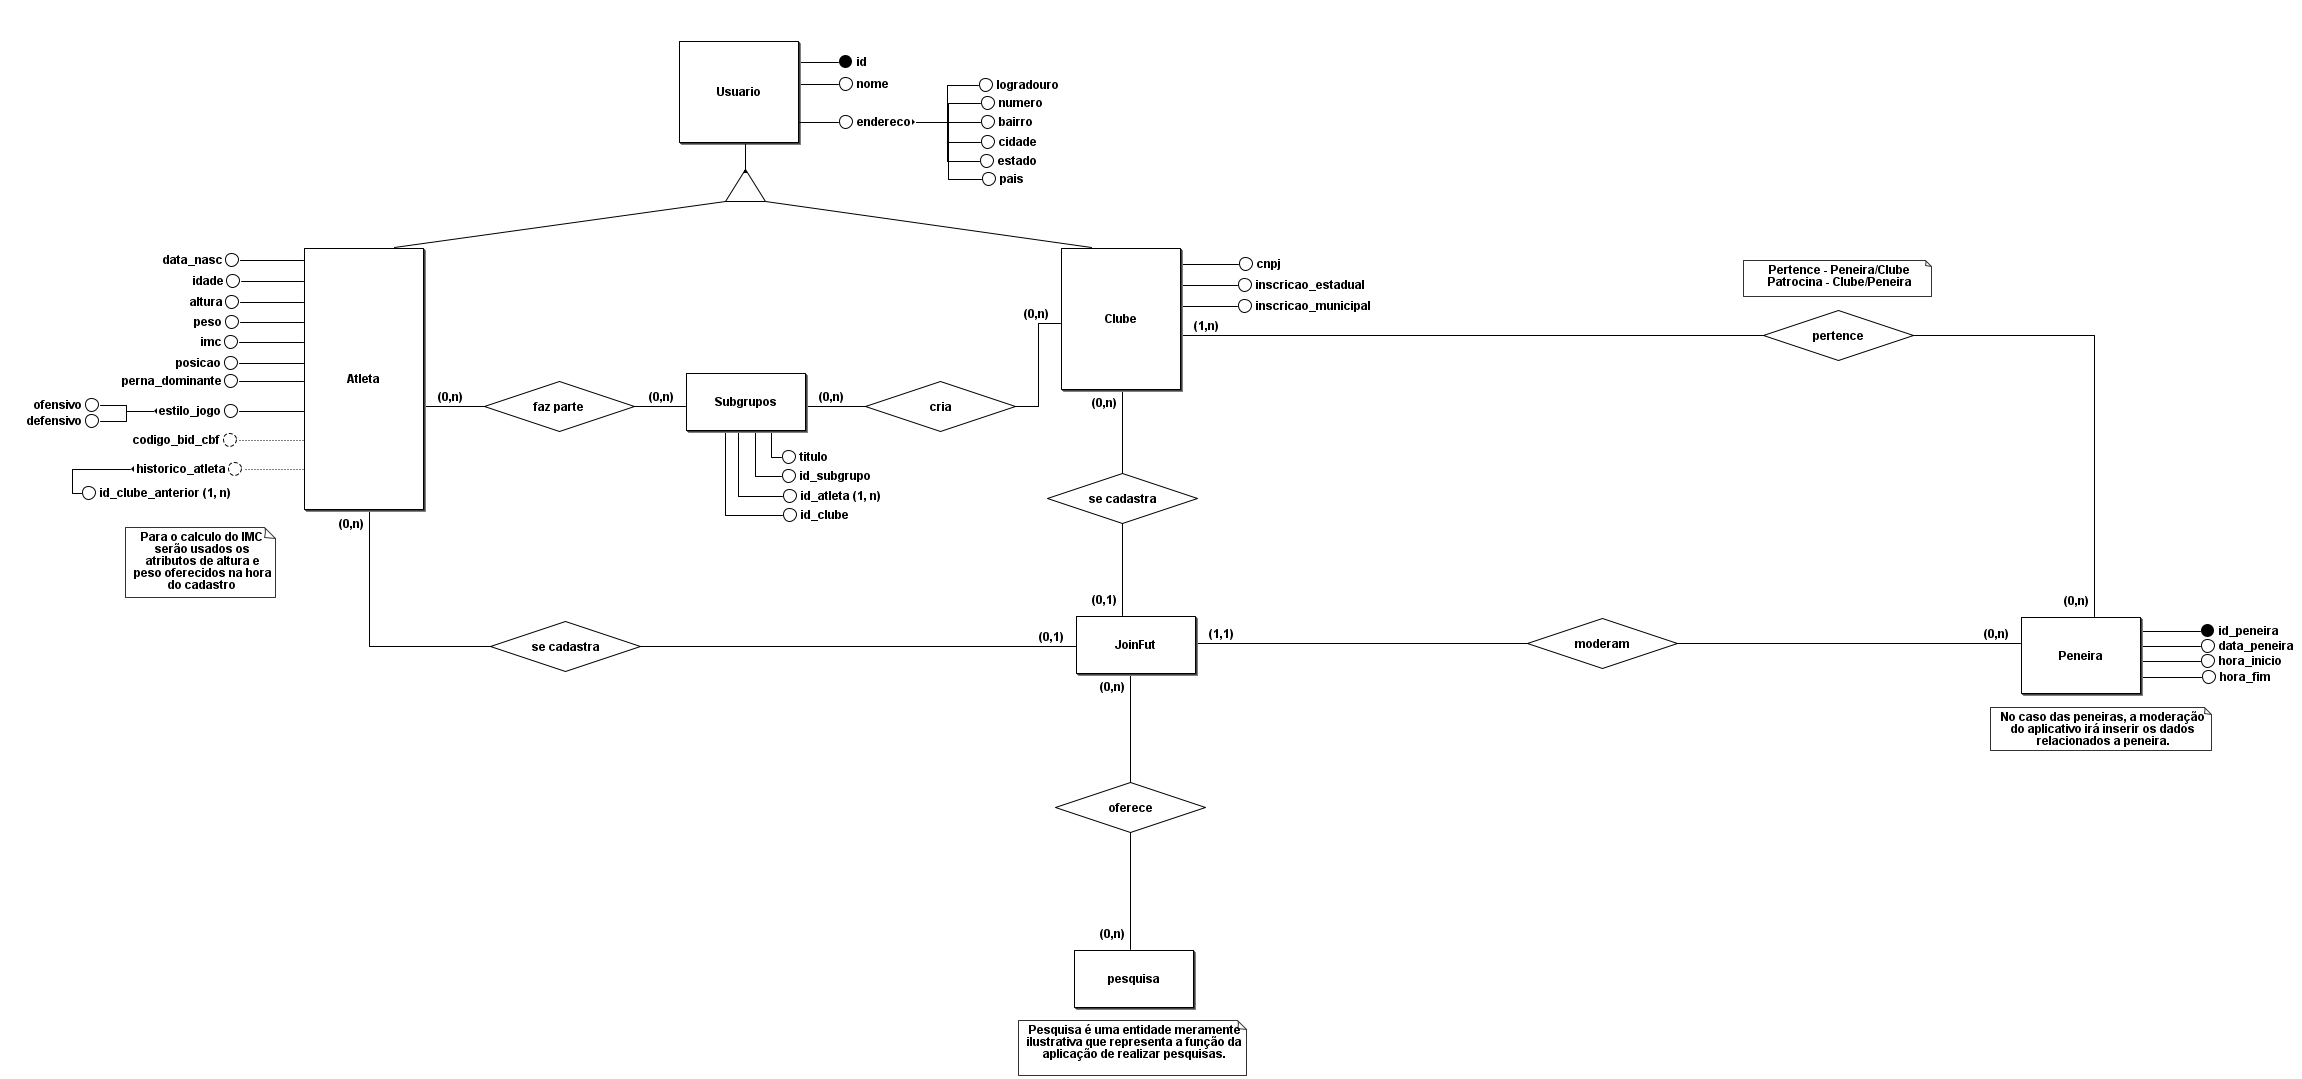 Usuario
id
nome
endereco
logradouro
numero
bairro
cidade
estado
pais
data_nasc
idade
altura
peso
imc
posicao
perna_dominante
estilo_jogo
ofensivo
defensivo
codigo_bid_cbf
historico_atleta
id_clube_anterior (1, n)
Atleta
(0,n)
faz parte
(0,n)
Subgrupos
(0,n)
cria
(0,n)
titulo
id_subgrupo
id_atleta (1, n)
id_clube
Clube
cnpj
inscricao_estadual
inscricao_municipal
(1,n)
Pertence - Peneira/Clube
Patrocina - Clube/Peneira
pertence
(0,n)
(0,n)
se cadastra
(0,1)
(0,n)
Para o calculo do IMC
serão usados os
atributos de altura e
peso oferecidos na hora
do cadastro
se cadastra
(0,1)
JoinFut
(1,1)
moderam
(0,n)
Peneira
id_peneira
data_peneira
hora_inicio
hora_fim
No caso das peneiras, a moderação
do aplicativo irá inserir os dados
relacionados a peneira.
(0,n)
oferece
(0,n)
pesquisa
Pesquisa é uma entidade meramente
ilustrativa que representa a função da
aplicação de realizar pesquisas.